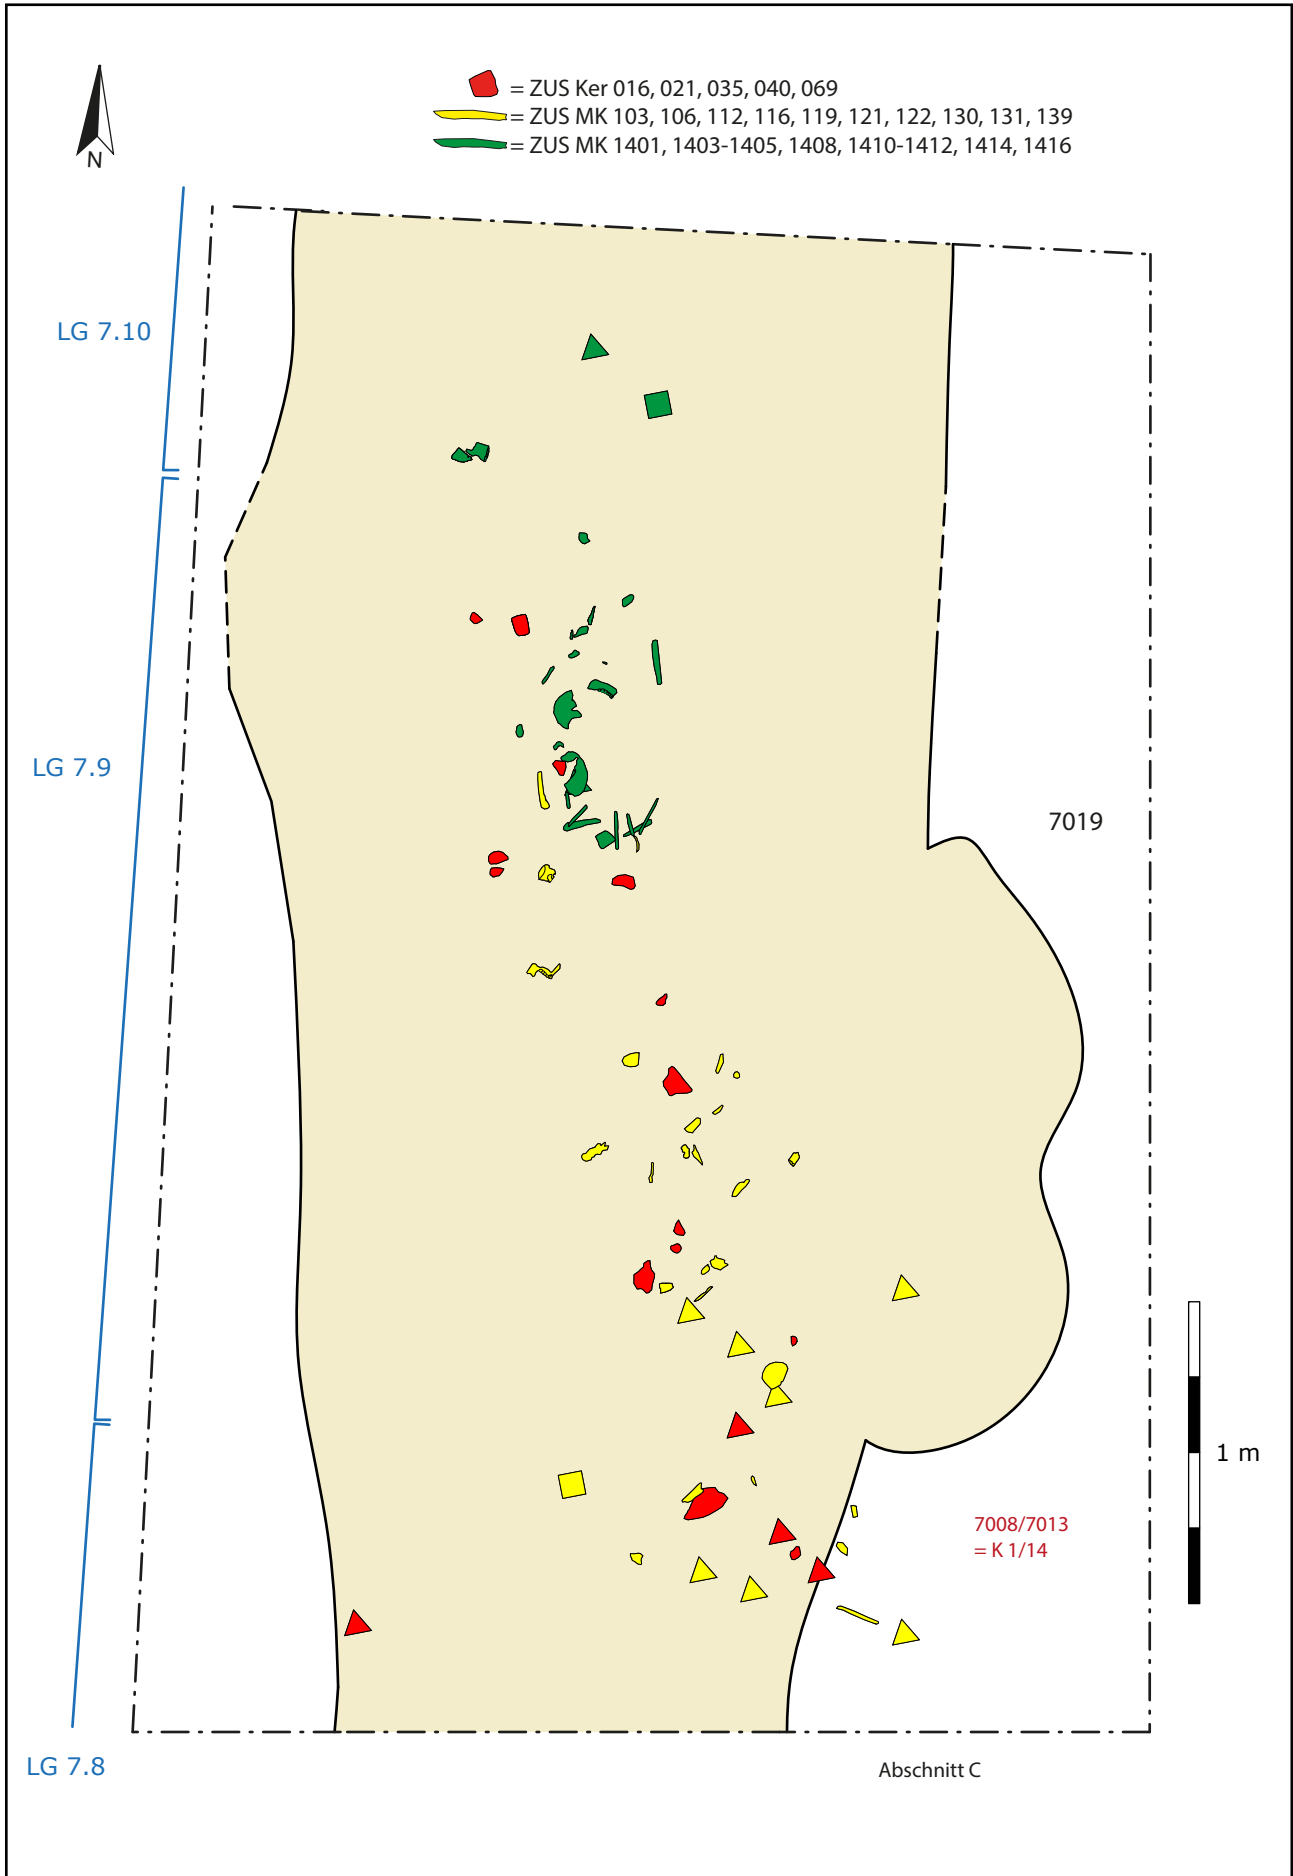 = ZUS Ker 016, 021, 035, 040, 069
= ZUS MK 103, 106, 112, 116, 119, 121, 122, 130, 131, 139
= ZUS MK 1401, 1403-1405, 1408, 1410-1412, 1414, 1416
N
LG 7.10
LG 7.9
7019
1 m
7008/7013
= K 1/14
LG 7.8
Abschnitt C